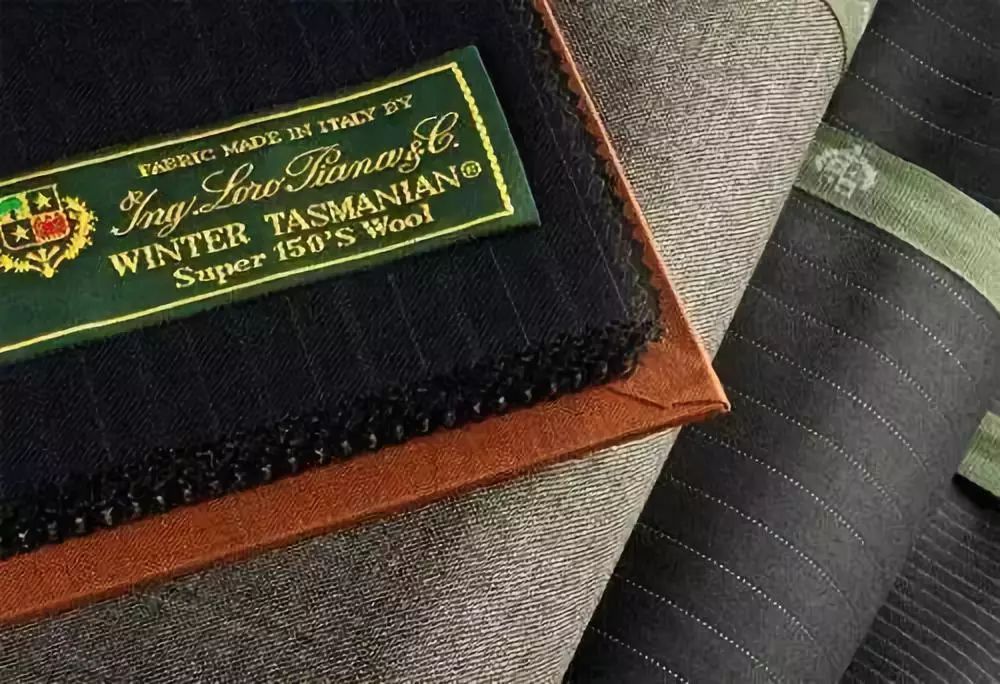 FABRIC MADE IN ITALY BY
Ing. Loro Piana & C.
WINTER TASMANIAN®
Super 150'S Wool